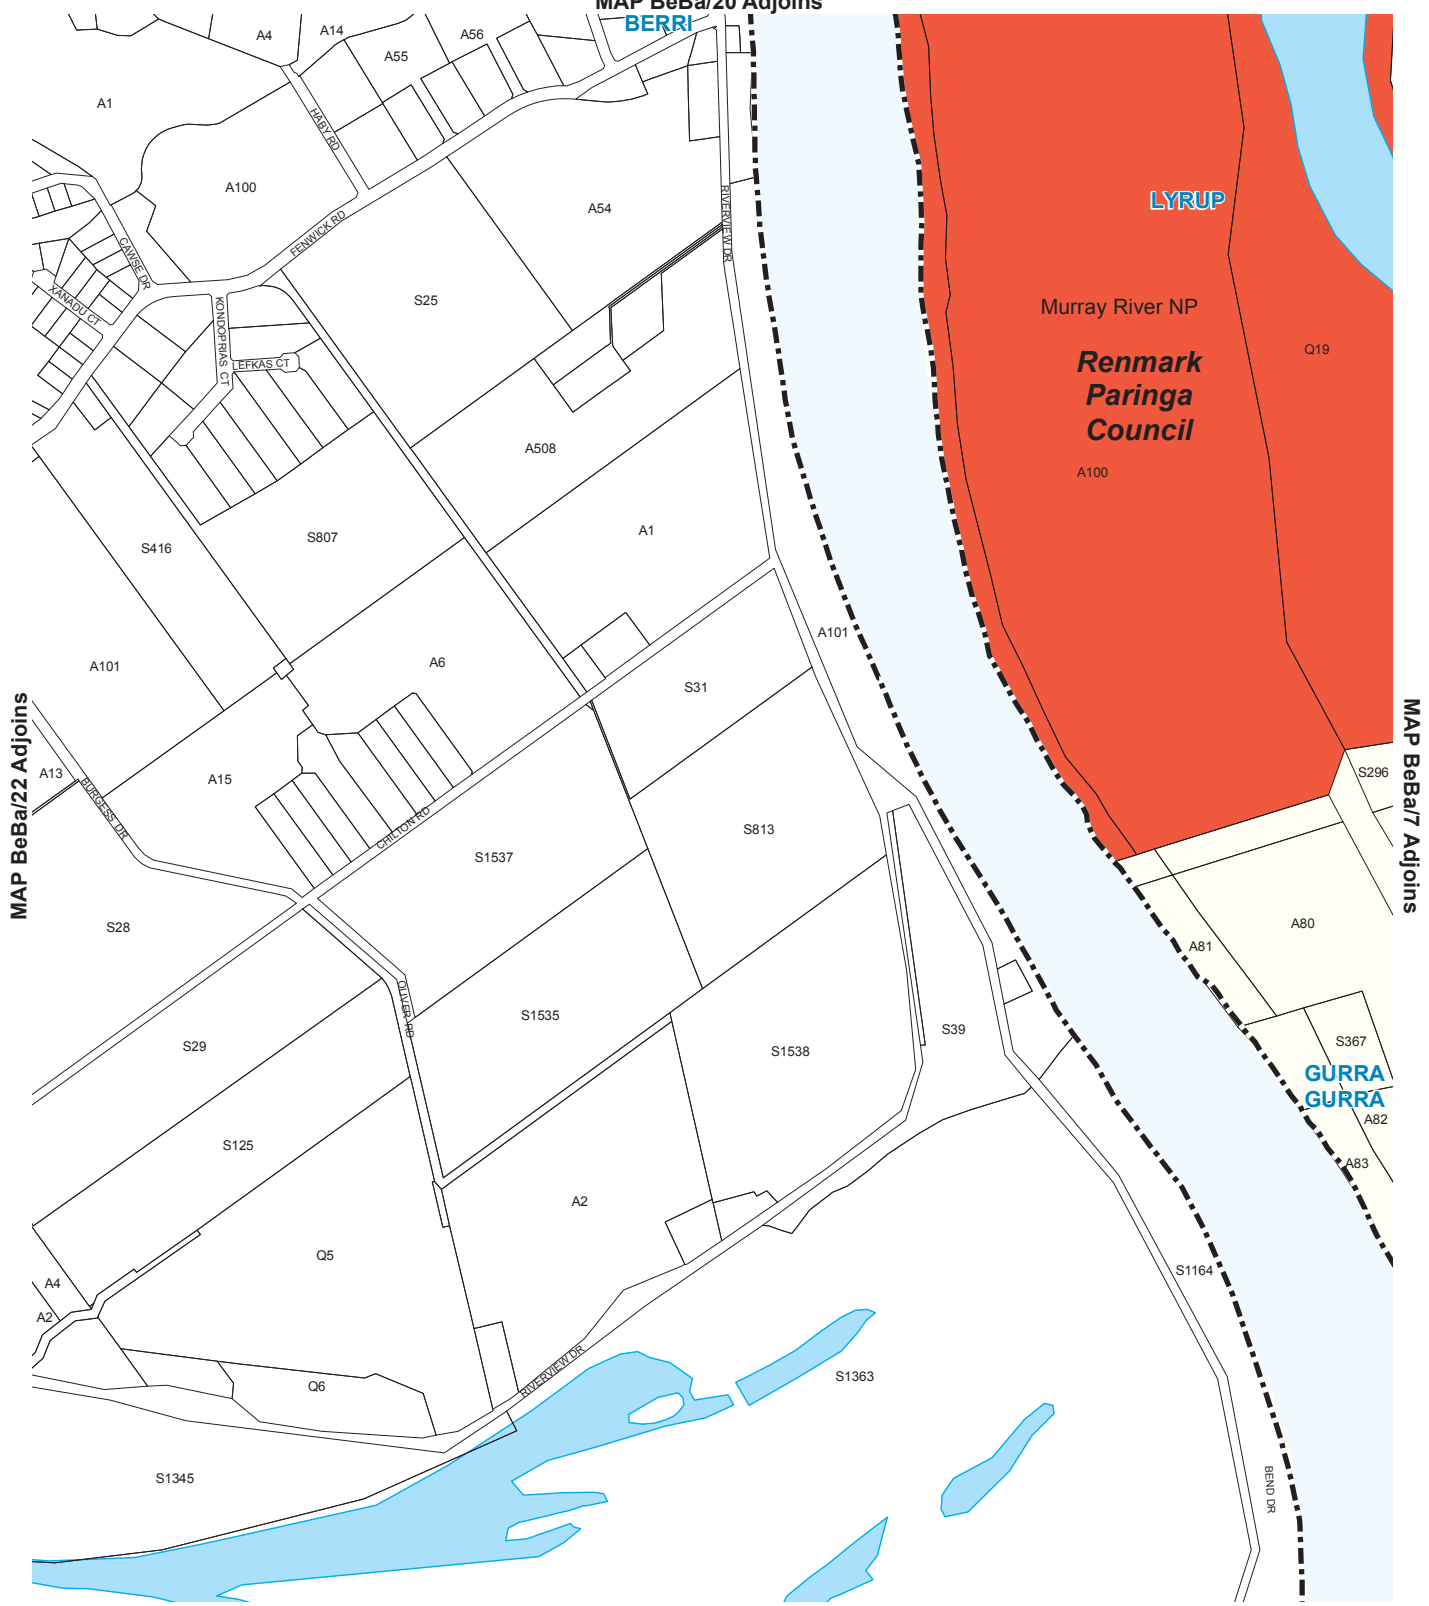 MAP BeBa/20 Adjoins
BERRI
A4
A14
A56
A55
A1
HABY RD
A100
LYRUP
A54
RIVERVIEW DR
FENWICK RD
CAWSE DR
XANADU CT
S25
KONDOPRIAS CT
Murray River NP
Q19
LEFKAS CT
Renmark
Paringa
Council
A508
A100
A1
S807
S416
A101
A6
A101
S31
MAP BeBa/22 Adjoins
MAP BeBa/7 Adjoins
A13
A15
S296
BURGESS DR
CHILTON RD
S813
S1537
S28
A80
A81
OLIVER RD
S1535
S39
S29
S1538
S367
GURRA
GURRA
A82
S125
A83
A2
Q5
S1164
A4
A2
RIVERVIEW DR
S1363
Q6
S1345
BEND DR